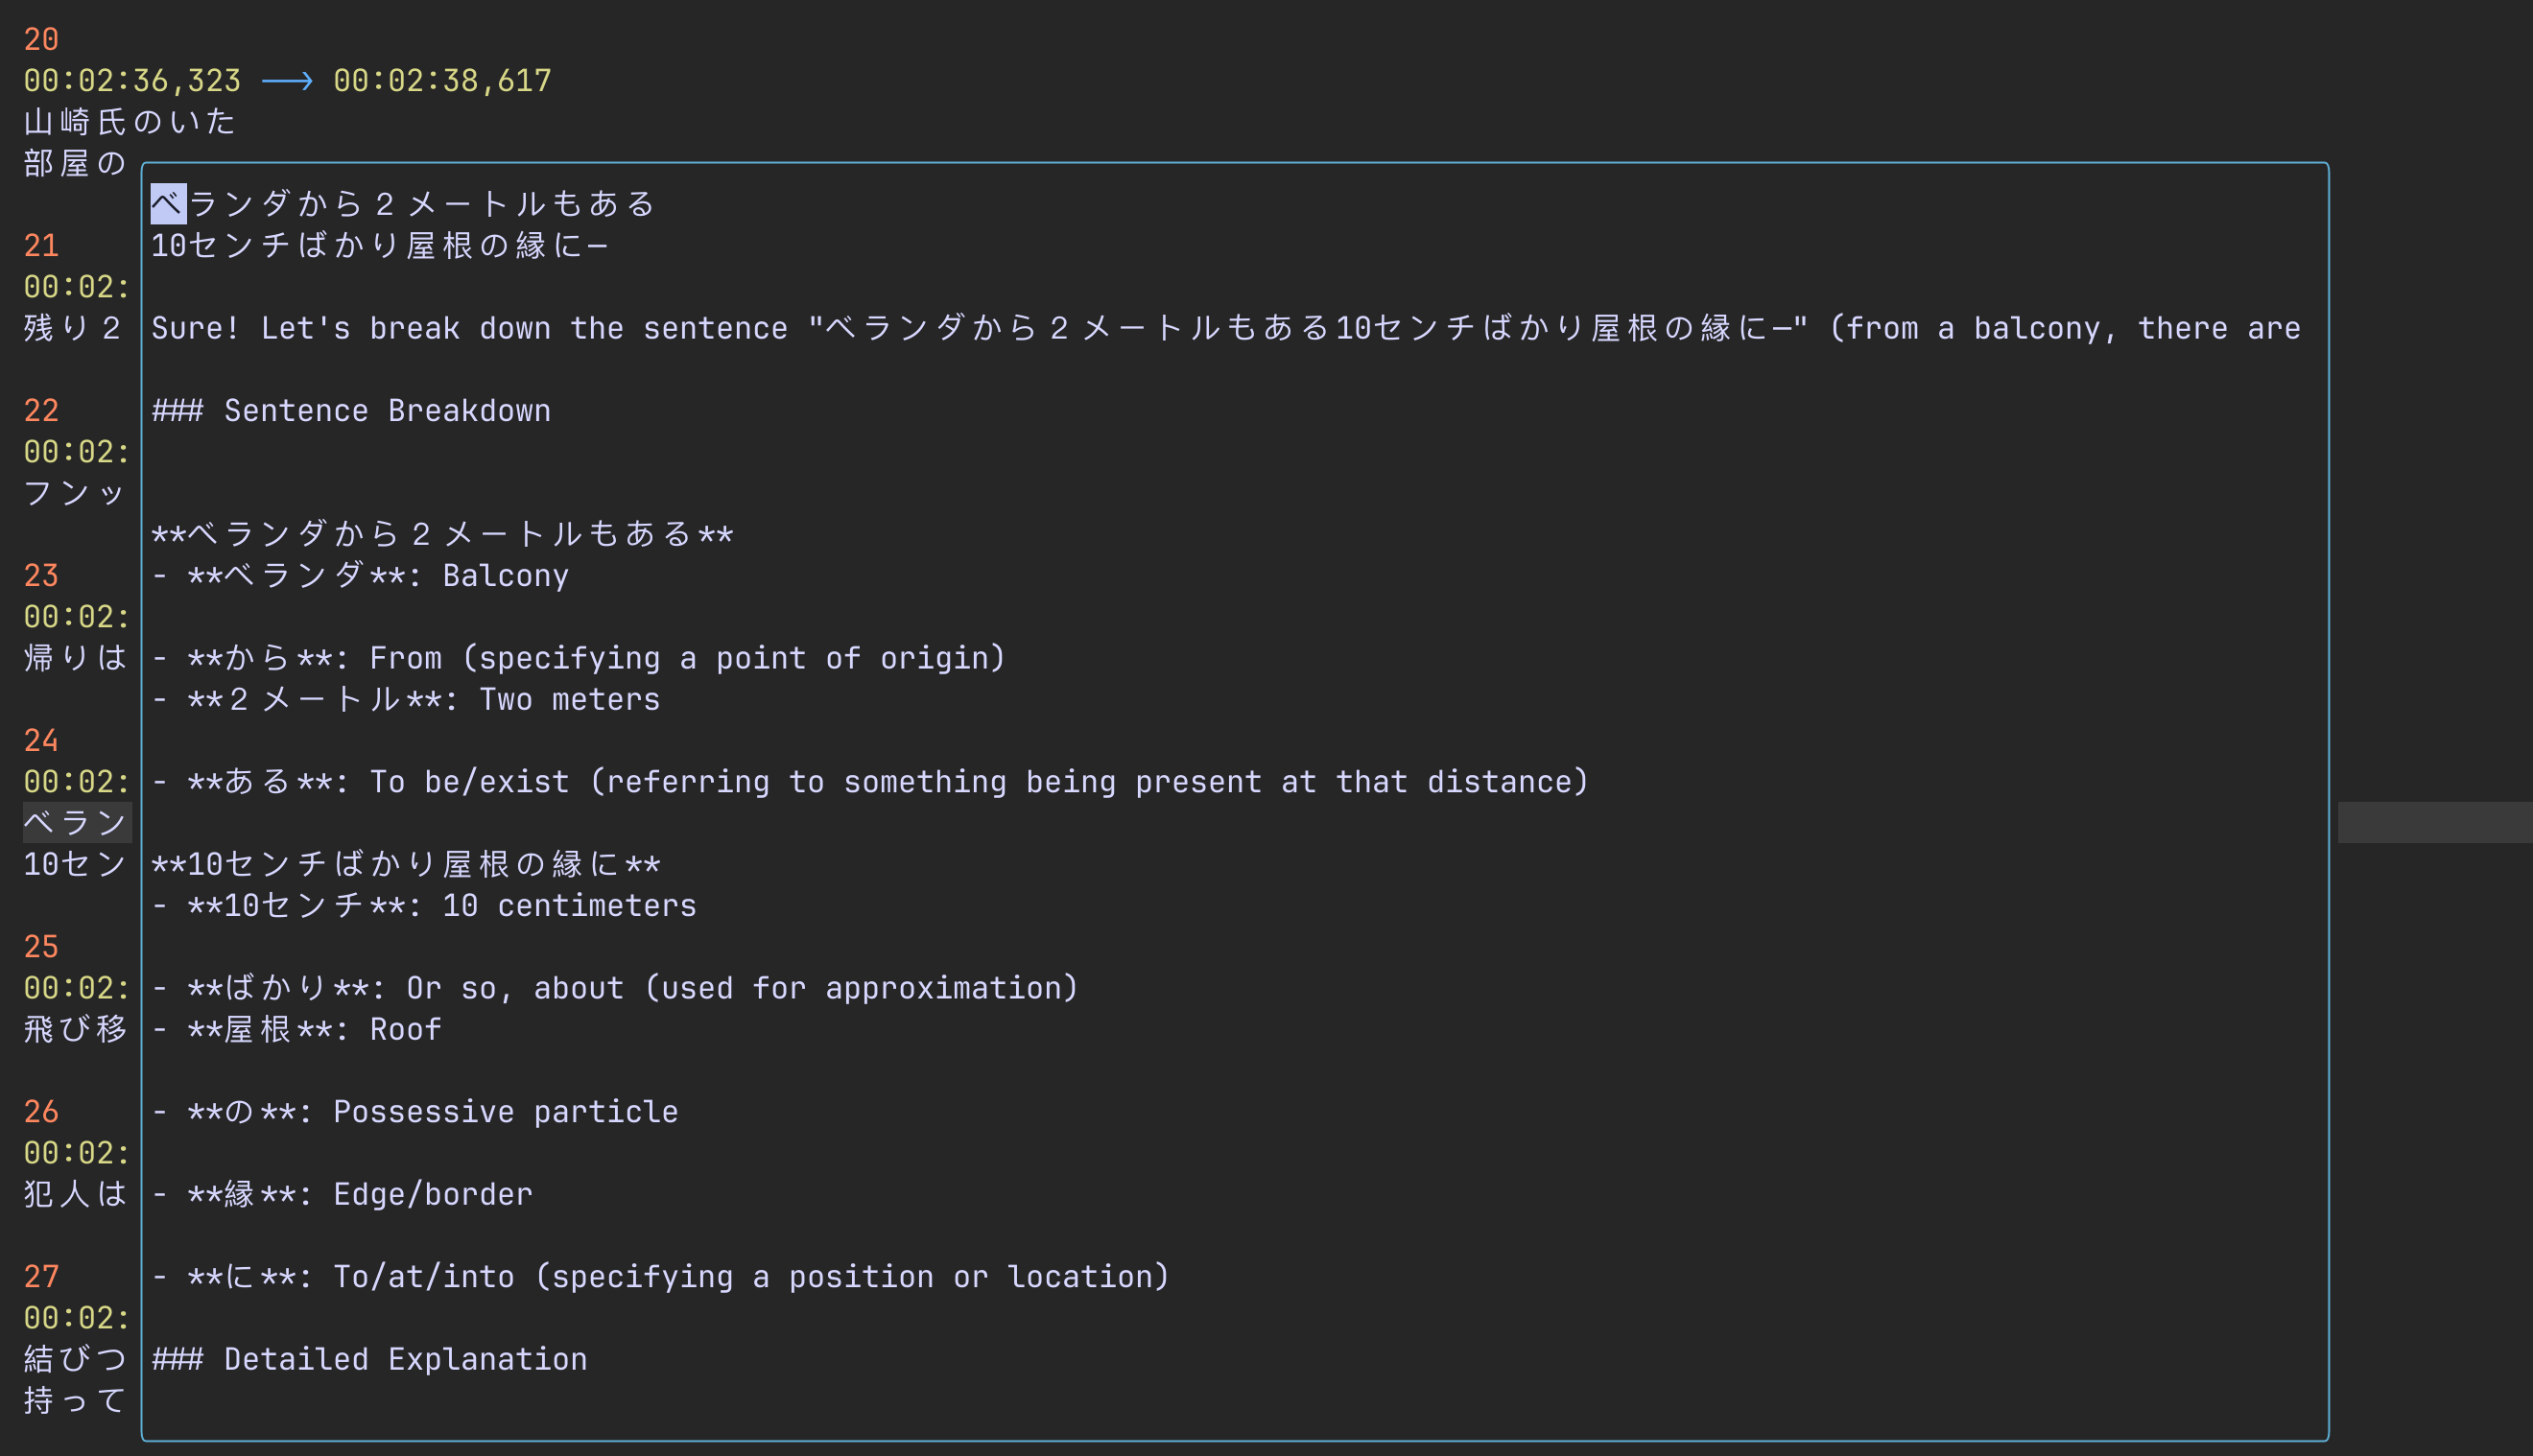 20
00:02:36,323 --> 00:02:38,617
山崎氏のいた
部屋の
ベランダから２メートルもある
21
10センチばかり屋根の縁に―
00:02:
残り２
Sure! Let's break down the sentence "ベランダから２メートルもある10センチばかり屋根の縁に―" (from a balcony, there are
22
### Sentence Breakdown
00:02:
フンッ
**ベランダから２メートルもある**
23
- **ベランダ**: Balcony
00:02:
帰りは
- **から**: From (specifying a point of origin)
- **２メートル**: Two meters
24
00:02:
- **ある**: To be/exist (referring to something being present at that distance)
ベラン
10セン
**10センチばかり屋根の縁に**
- **10センチ**: 10 centimeters
25
00:02:
- **ばかり**: Or so, about (used for approximation)
飛び移
- **屋根**: Roof
26
- **の**: Possessive particle
00:02:
犯人は
- **縁**: Edge/border
27
- **に**: To/at/into (specifying a position or location)
00:02:
結びつ
### Detailed Explanation
持って